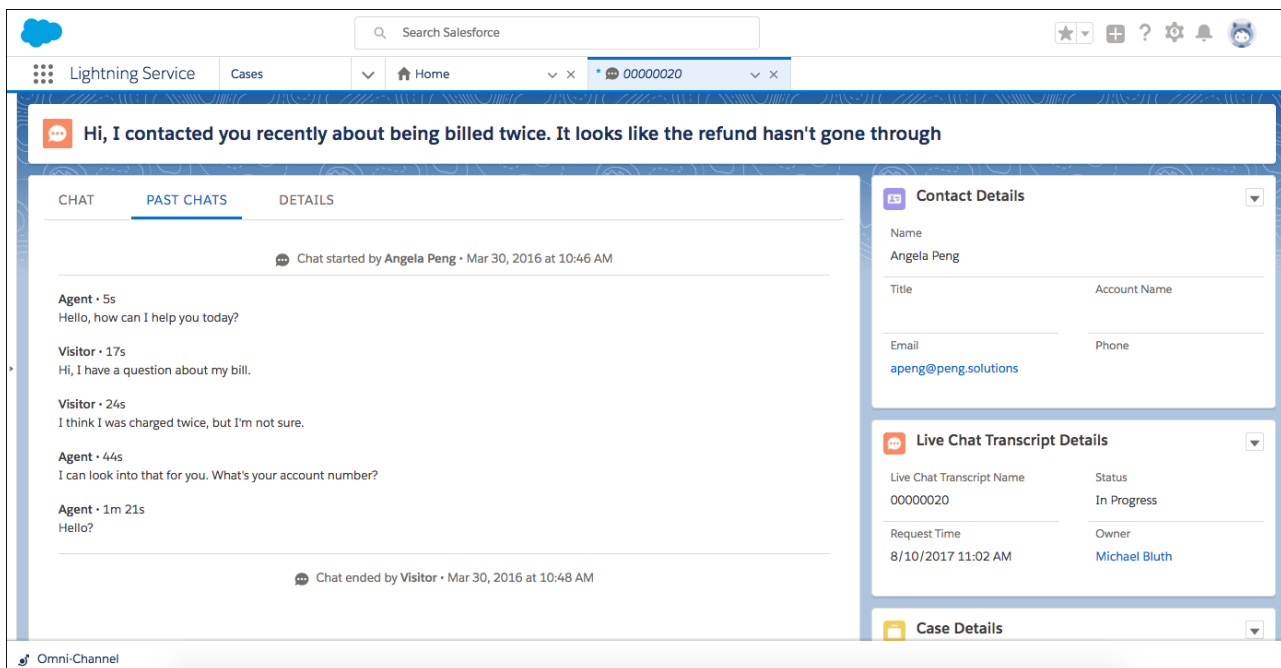 Search Salesforce
Lightning Service
Cases
Home
* 00000020
Hi, I contacted you recently about being billed twice. It looks like the refund hasn't gone through
CHAT PAST CHATS DETAILS
Chat started by Angela Peng • Mar 30, 2016 at 10:46 AM
Agent • 5s
Hello, how can I help you today?
Visitor • 17s
Hi, I have a question about my bill.
Visitor • 24s
I think I was charged twice, but I'm not sure.
Agent • 44s
I can look into that for you. What's your account number?
Agent • 1m 21s
Hello?
Chat ended by Visitor • Mar 30, 2016 at 10:48 AM
Contact Details
Name
Angela Peng
Title Account Name
Email Phone
apeng@peng.solutions
Live Chat Transcript Details
Live Chat Transcript Name Status
00000020 In Progress
Request Time Owner
8/10/2017 11:02 AM Michael Bluth
Case Details
Omni-Channel